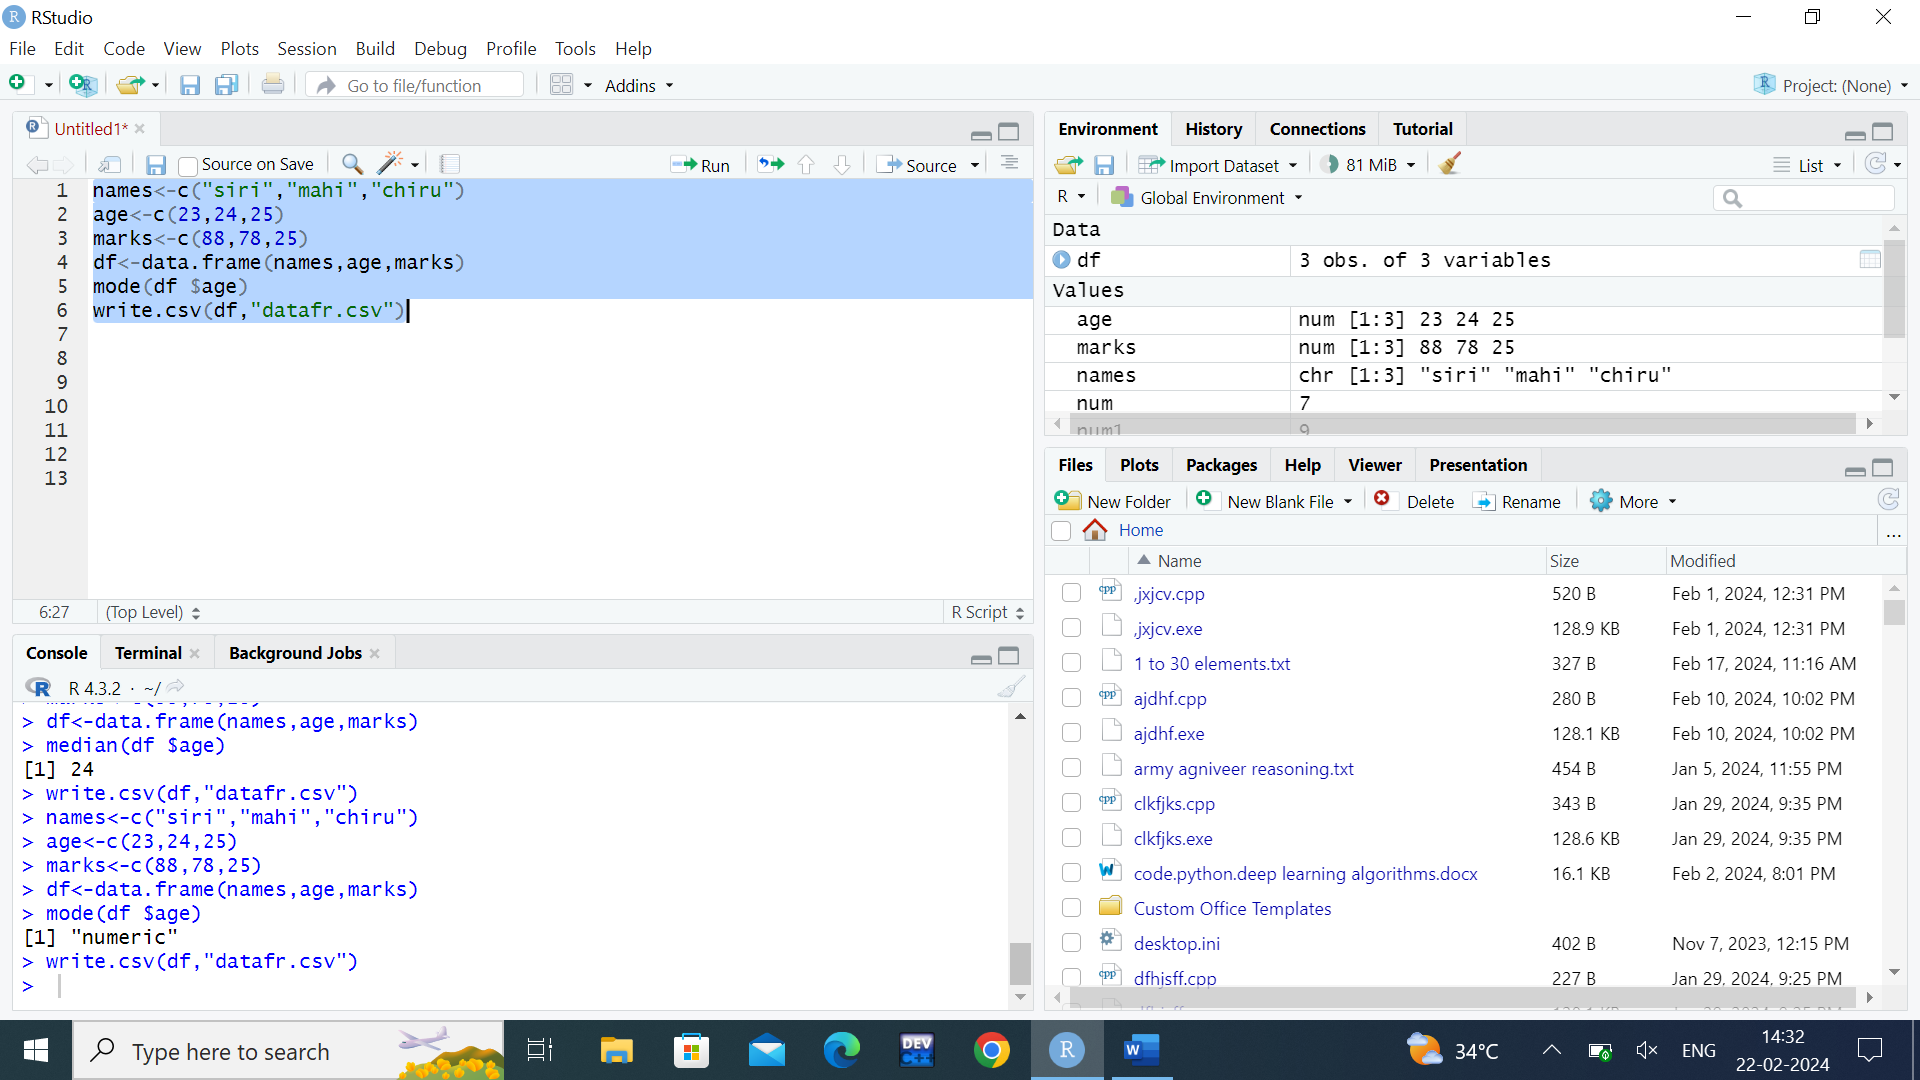 RStudio
File Edit Code View Plots Session Build Debug Profile Tools Help
Go to file/function Addins Project: (None)
Untitled1*
Source on Save Run Source
1 names<-c("siri","mahi","chiru")
2 age<-c(23,24,25)
3 marks<-c(88,78,25)
4 df<-data.frame(names,age,marks)
5 mode(df $age)
6 write.csv(df,"datafr.csv")
7
8
9
10
11
12
13
6:27 (Top Level) R Script
Console Terminal Background Jobs
R 4.3.2 · ~/
> df<-data.frame(names,age,marks)
> median(df $age)
[1] 24
> write.csv(df,"datafr.csv")
> names<-c("siri","mahi","chiru")
> age<-c(23,24,25)
> marks<-c(88,78,25)
> df<-data.frame(names,age,marks)
> mode(df $age)
[1] "numeric"
> write.csv(df,"datafr.csv")
>
Environment History Connections Tutorial
Import Dataset 81 MiB List
R Global Environment
Data
df 3 obs. of 3 variables
Values
age num [1:3] 23 24 25
marks num [1:3] 88 78 25
names chr [1:3] "siri" "mahi" "chiru"
num 7
num1 9
Files Plots Packages Help Viewer Presentation
New Folder New Blank File Delete Rename More
Home ...
Name Size Modified
,jxjcv.cpp 520 B Feb 1, 2024, 12:31 PM
,jxjcv.exe 128.9 KB Feb 1, 2024, 12:31 PM
1 to 30 elements.txt 327 B Feb 17, 2024, 11:16 AM
ajdhf.cpp 280 B Feb 10, 2024, 10:02 PM
ajdhf.exe 128.1 KB Feb 10, 2024, 10:02 PM
army agniveer reasoning.txt 454 B Jan 5, 2024, 11:55 PM
clkfjks.cpp 343 B Jan 29, 2024, 9:35 PM
clkfjks.exe 128.6 KB Jan 29, 2024, 9:35 PM
code.python.deep learning algorithms.docx 16.1 KB Feb 2, 2024, 8:01 PM
Custom Office Templates
desktop.ini 402 B Nov 7, 2023, 12:15 PM
dfhjsff.cpp 227 B Jan 29, 2024, 9:25 PM
Type here to search DEV C++ 34°C ENG 14:32
22-02-2024